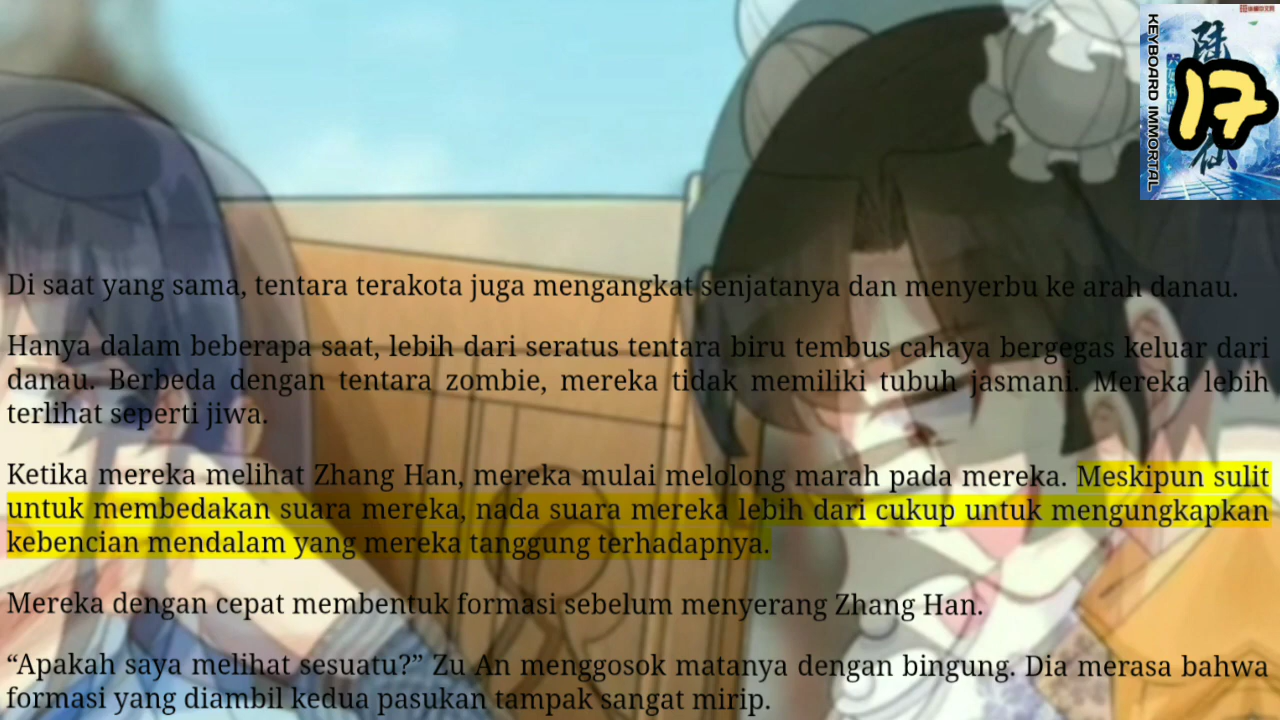 KEYBOARD IMMORTAL
陆
17
仙
Di saat yang sama, tentara terakota juga mengangkat senjatanya dan menyerbu ke arah danau.
Hanya dalam beberapa saat, lebih dari seratus tentara biru tembus cahaya bergegas keluar dari
danau. Berbeda dengan tentara zombie, mereka tidak memiliki tubuh jasmani. Mereka lebih
terlihat seperti jiwa.
Ketika mereka melihat Zhang Han, mereka mulai melolong marah pada mereka. Meskipun sulit
untuk membedakan suara mereka, nada suara mereka lebih dari cukup untuk mengungkapkan
kebencian mendalam yang mereka tanggung terhadapnya.
Mereka dengan cepat membentuk formasi sebelum menyerang Zhang Han.
“Apakah saya melihat sesuatu?” Zu An menggosok matanya dengan bingung. Dia merasa bahwa
formasi yang diambil kedua pasukan tampak sangat mirip.